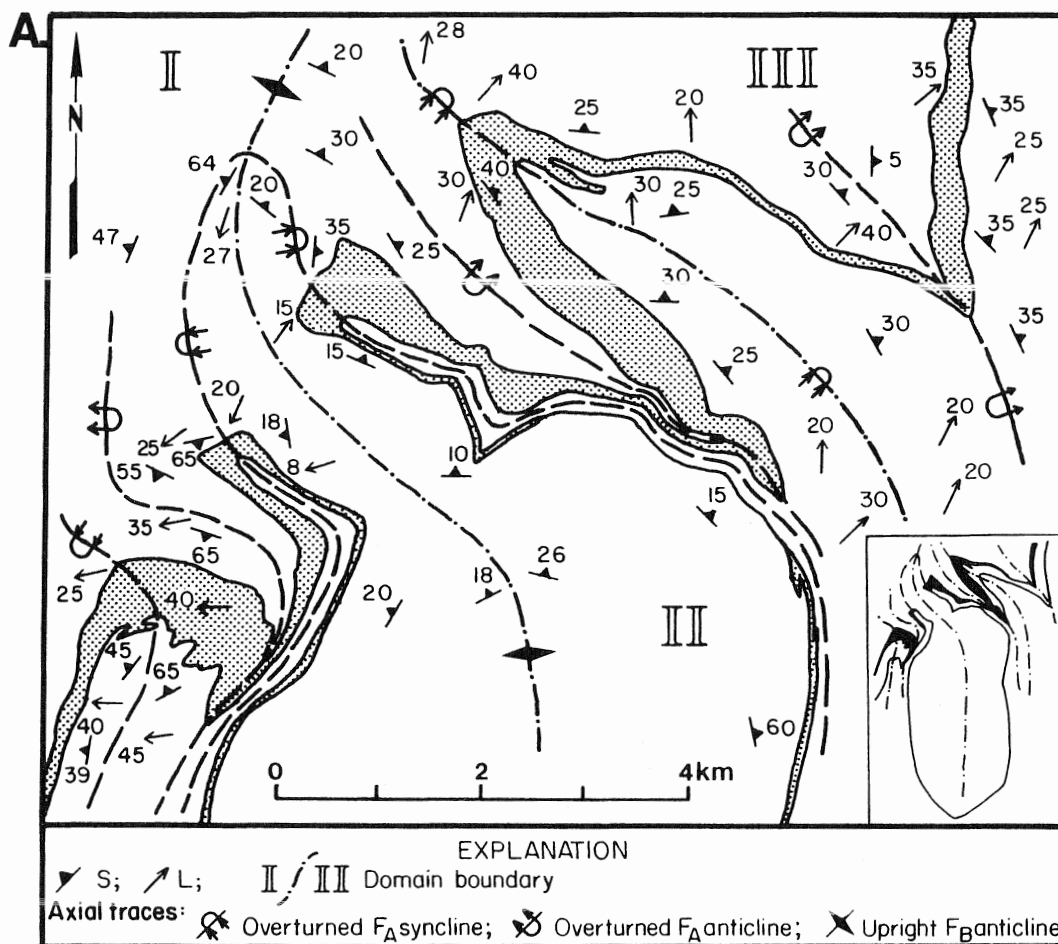 A.
I 20 28 III 35
N 40 20 35
25
30 25
64 20 30 40 30 25 30 5 25
47 27 35 25 40 35
15 30
15 30 35
20 25
25 65 18 20 20
55 8 10 20
35 65 15 30
25 40 20 18 26
II
45 65
40 45 60
39
0 2 4km
EXPLANATION
S; L; I II Domain boundary
Axial traces: Overturned FA syncline; Overturned FA anticline; Upright FB anticline